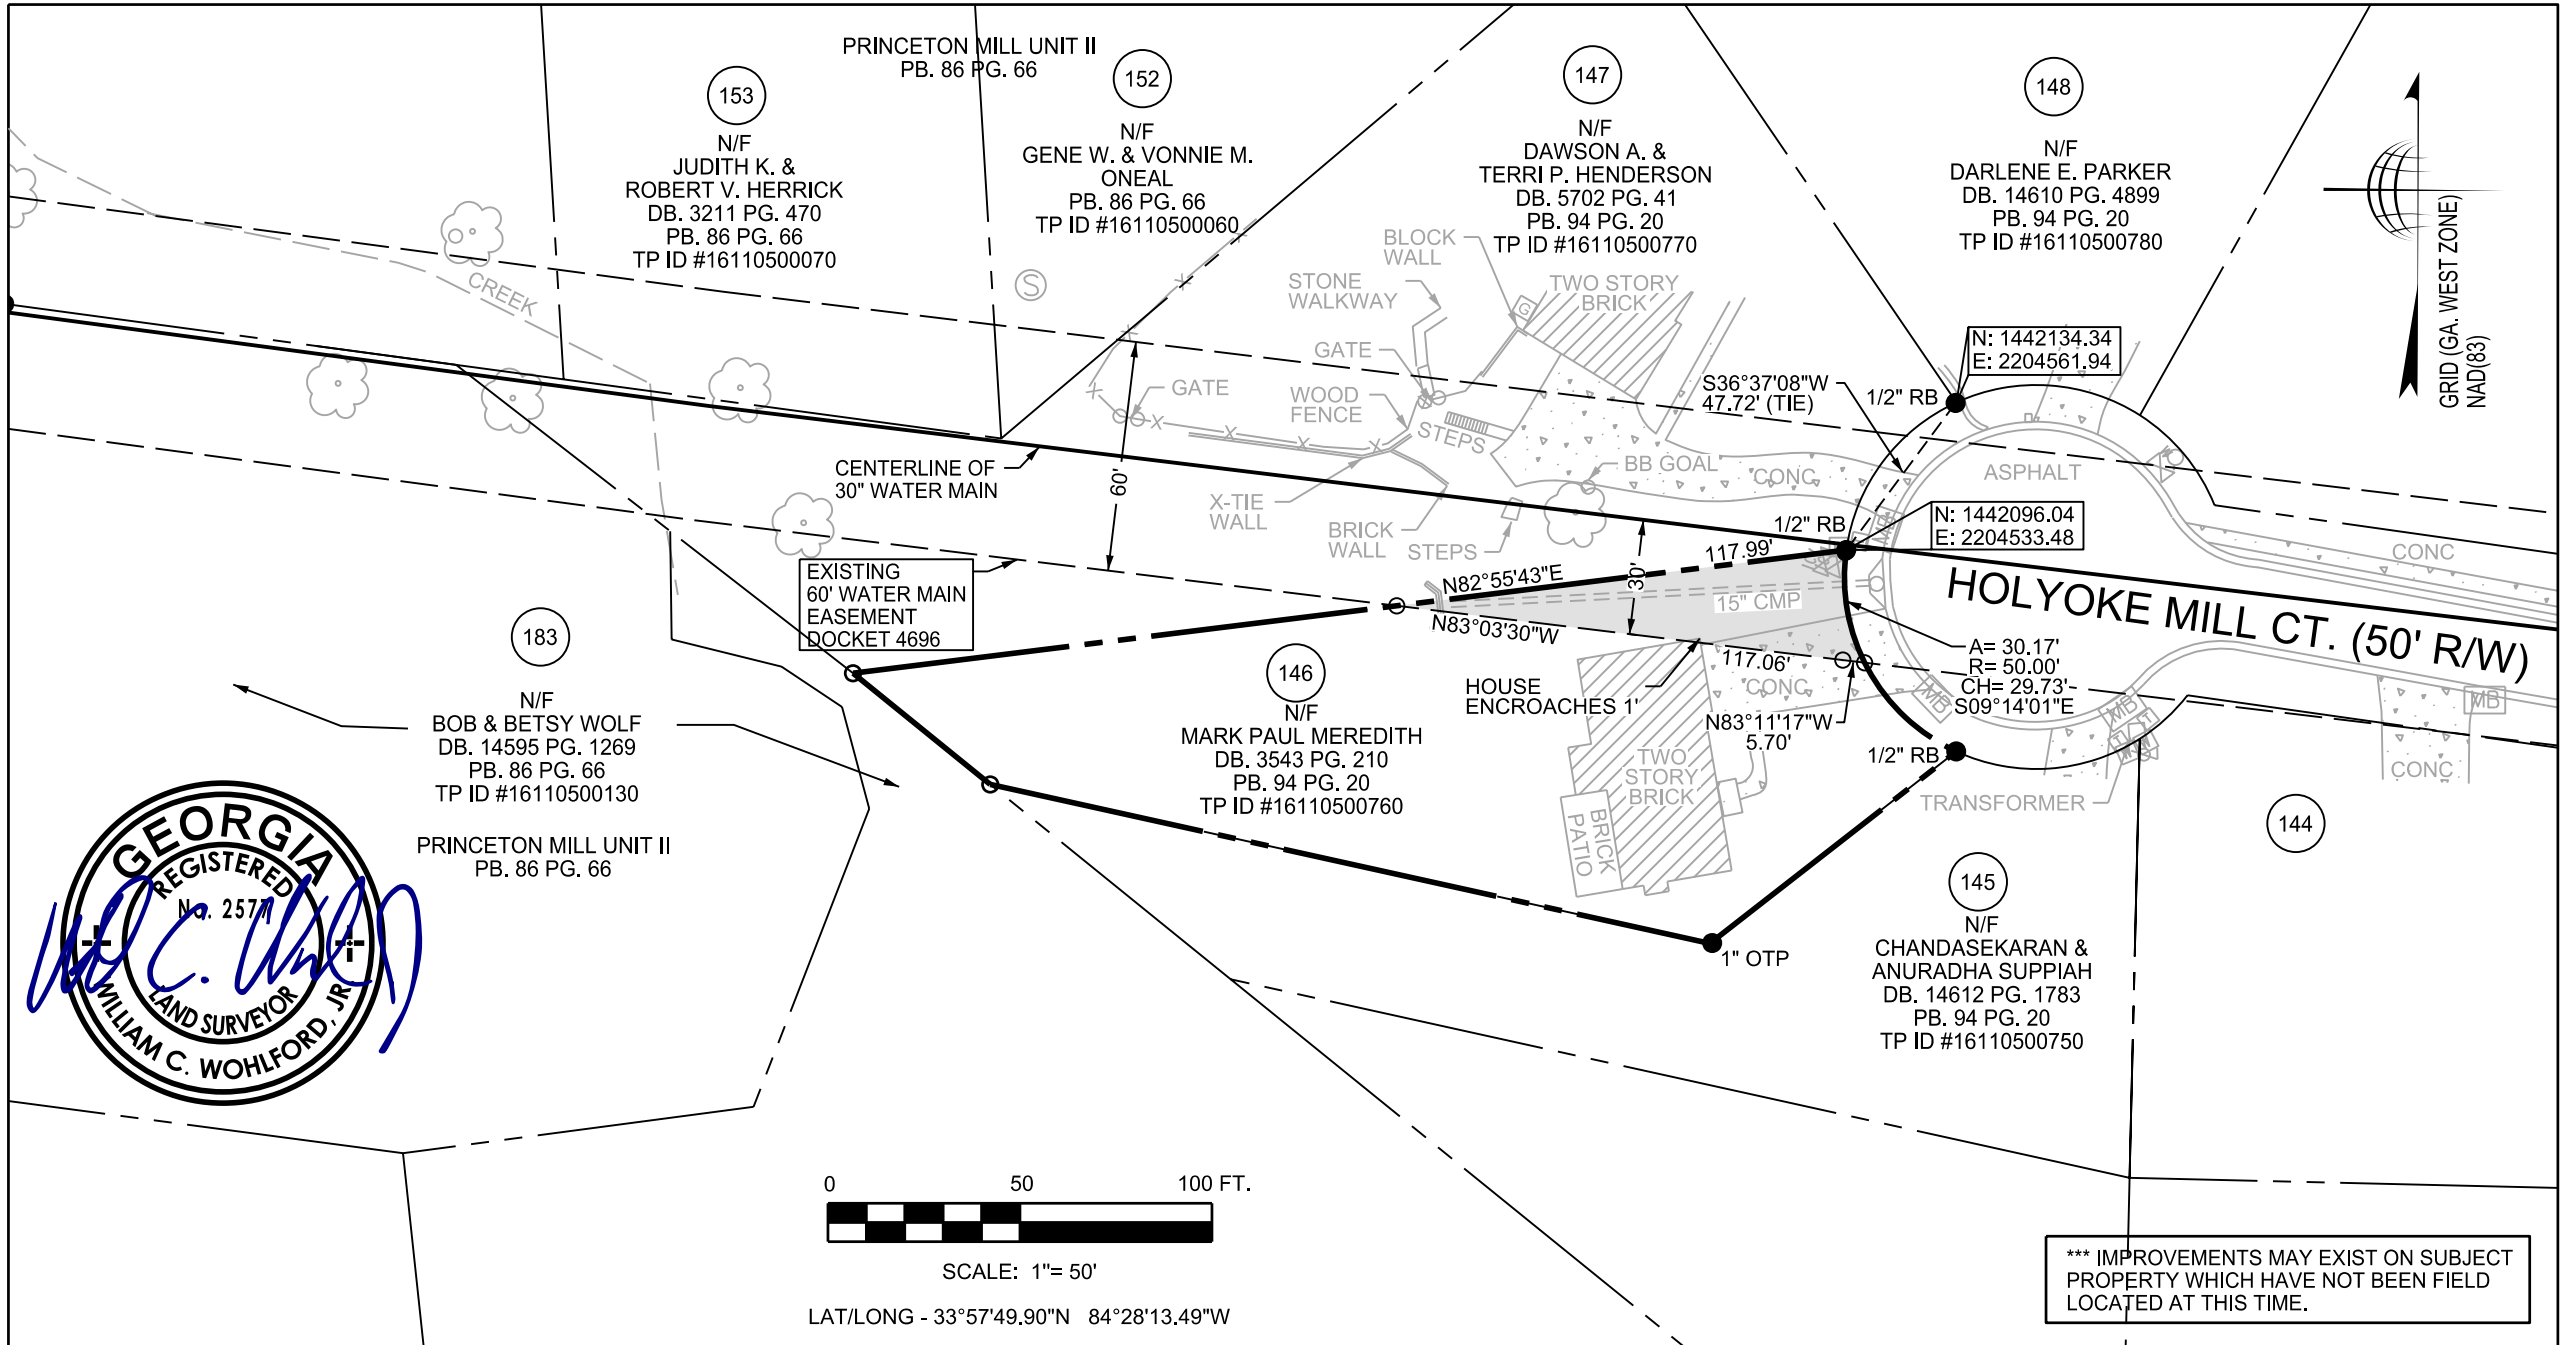 PRINCETON MILL UNIT II
PB. 86 PG. 66
153
N/F
JUDITH K. &
ROBERT V. HERRICK
DB. 3211 PG. 470
PB. 86 PG. 66
TP ID #16110500070
152
N/F
GENE W. & VONNIE M.
ONEAL
PB. 86 PG. 66
TP ID #16110500060
147
N/F
DAWSON A. &
TERRI P. HENDERSON
DB. 5702 PG. 41
PB. 94 PG. 20
TP ID #16110500770
148
N/F
DARLENE E. PARKER
DB. 14610 PG. 4899
PB. 94 PG. 20
TP ID #16110500780
GRID (GA. WEST ZONE)
NAD(83)
CREEK
S
BLOCK
WALL
STONE
WALKWAY
TWO STORY
BRICK
G
GATE
GATE
WOOD
FENCE
STEPS
N: 1442134.34
E: 2204561.94
S36°37'08"W
47.72' (TIE)
1/2" RB
CENTERLINE OF
30" WATER MAIN
60'
X-TIE
WALL
BRICK
WALL
STEPS
BB GOAL
CONC
ASPHALT
1/2" RB
MB
N: 1442096.04
E: 2204533.48
CONC
EXISTING
60' WATER MAIN
EASEMENT
DOCKET 4696
N82°55'43"E
117.99'
30'
15" CMP
N83°03'30"W
117.06'
HOLYOKE MILL CT. (50' R/W)
A= 30.17'
R= 50.00'
CH= 29.73'
S09°14'01"E
HOUSE
ENCROACHES 1'
CONC
N83°11'17"W
5.70'
MB
MB
MB
1/2" RB
TWO
STORY
BRICK
BRICK
PATIO
TRANSFORMER
CONC
183
N/F
BOB & BETSY WOLF
DB. 14595 PG. 1269
PB. 86 PG. 66
TP ID #16110500130
PRINCETON MILL UNIT II
PB. 86 PG. 66
146
N/F
MARK PAUL MEREDITH
DB. 3543 PG. 210
PB. 94 PG. 20
TP ID #16110500760
144
1" OTP
145
N/F
CHANDASEKARAN &
ANURADHA SUPPIAH
DB. 14612 PG. 1783
PB. 94 PG. 20
TP ID #16110500750
GEORGIA
REGISTERED
No. 2577
LAND SURVEYOR
WILLIAM C. WOHLFORD, JR.
0 50 100 FT.
SCALE: 1"= 50'
LAT/LONG - 33°57'49.90"N 84°28'13.49"W
*** IMPROVEMENTS MAY EXIST ON SUBJECT
PROPERTY WHICH HAVE NOT BEEN FIELD
LOCATED AT THIS TIME.